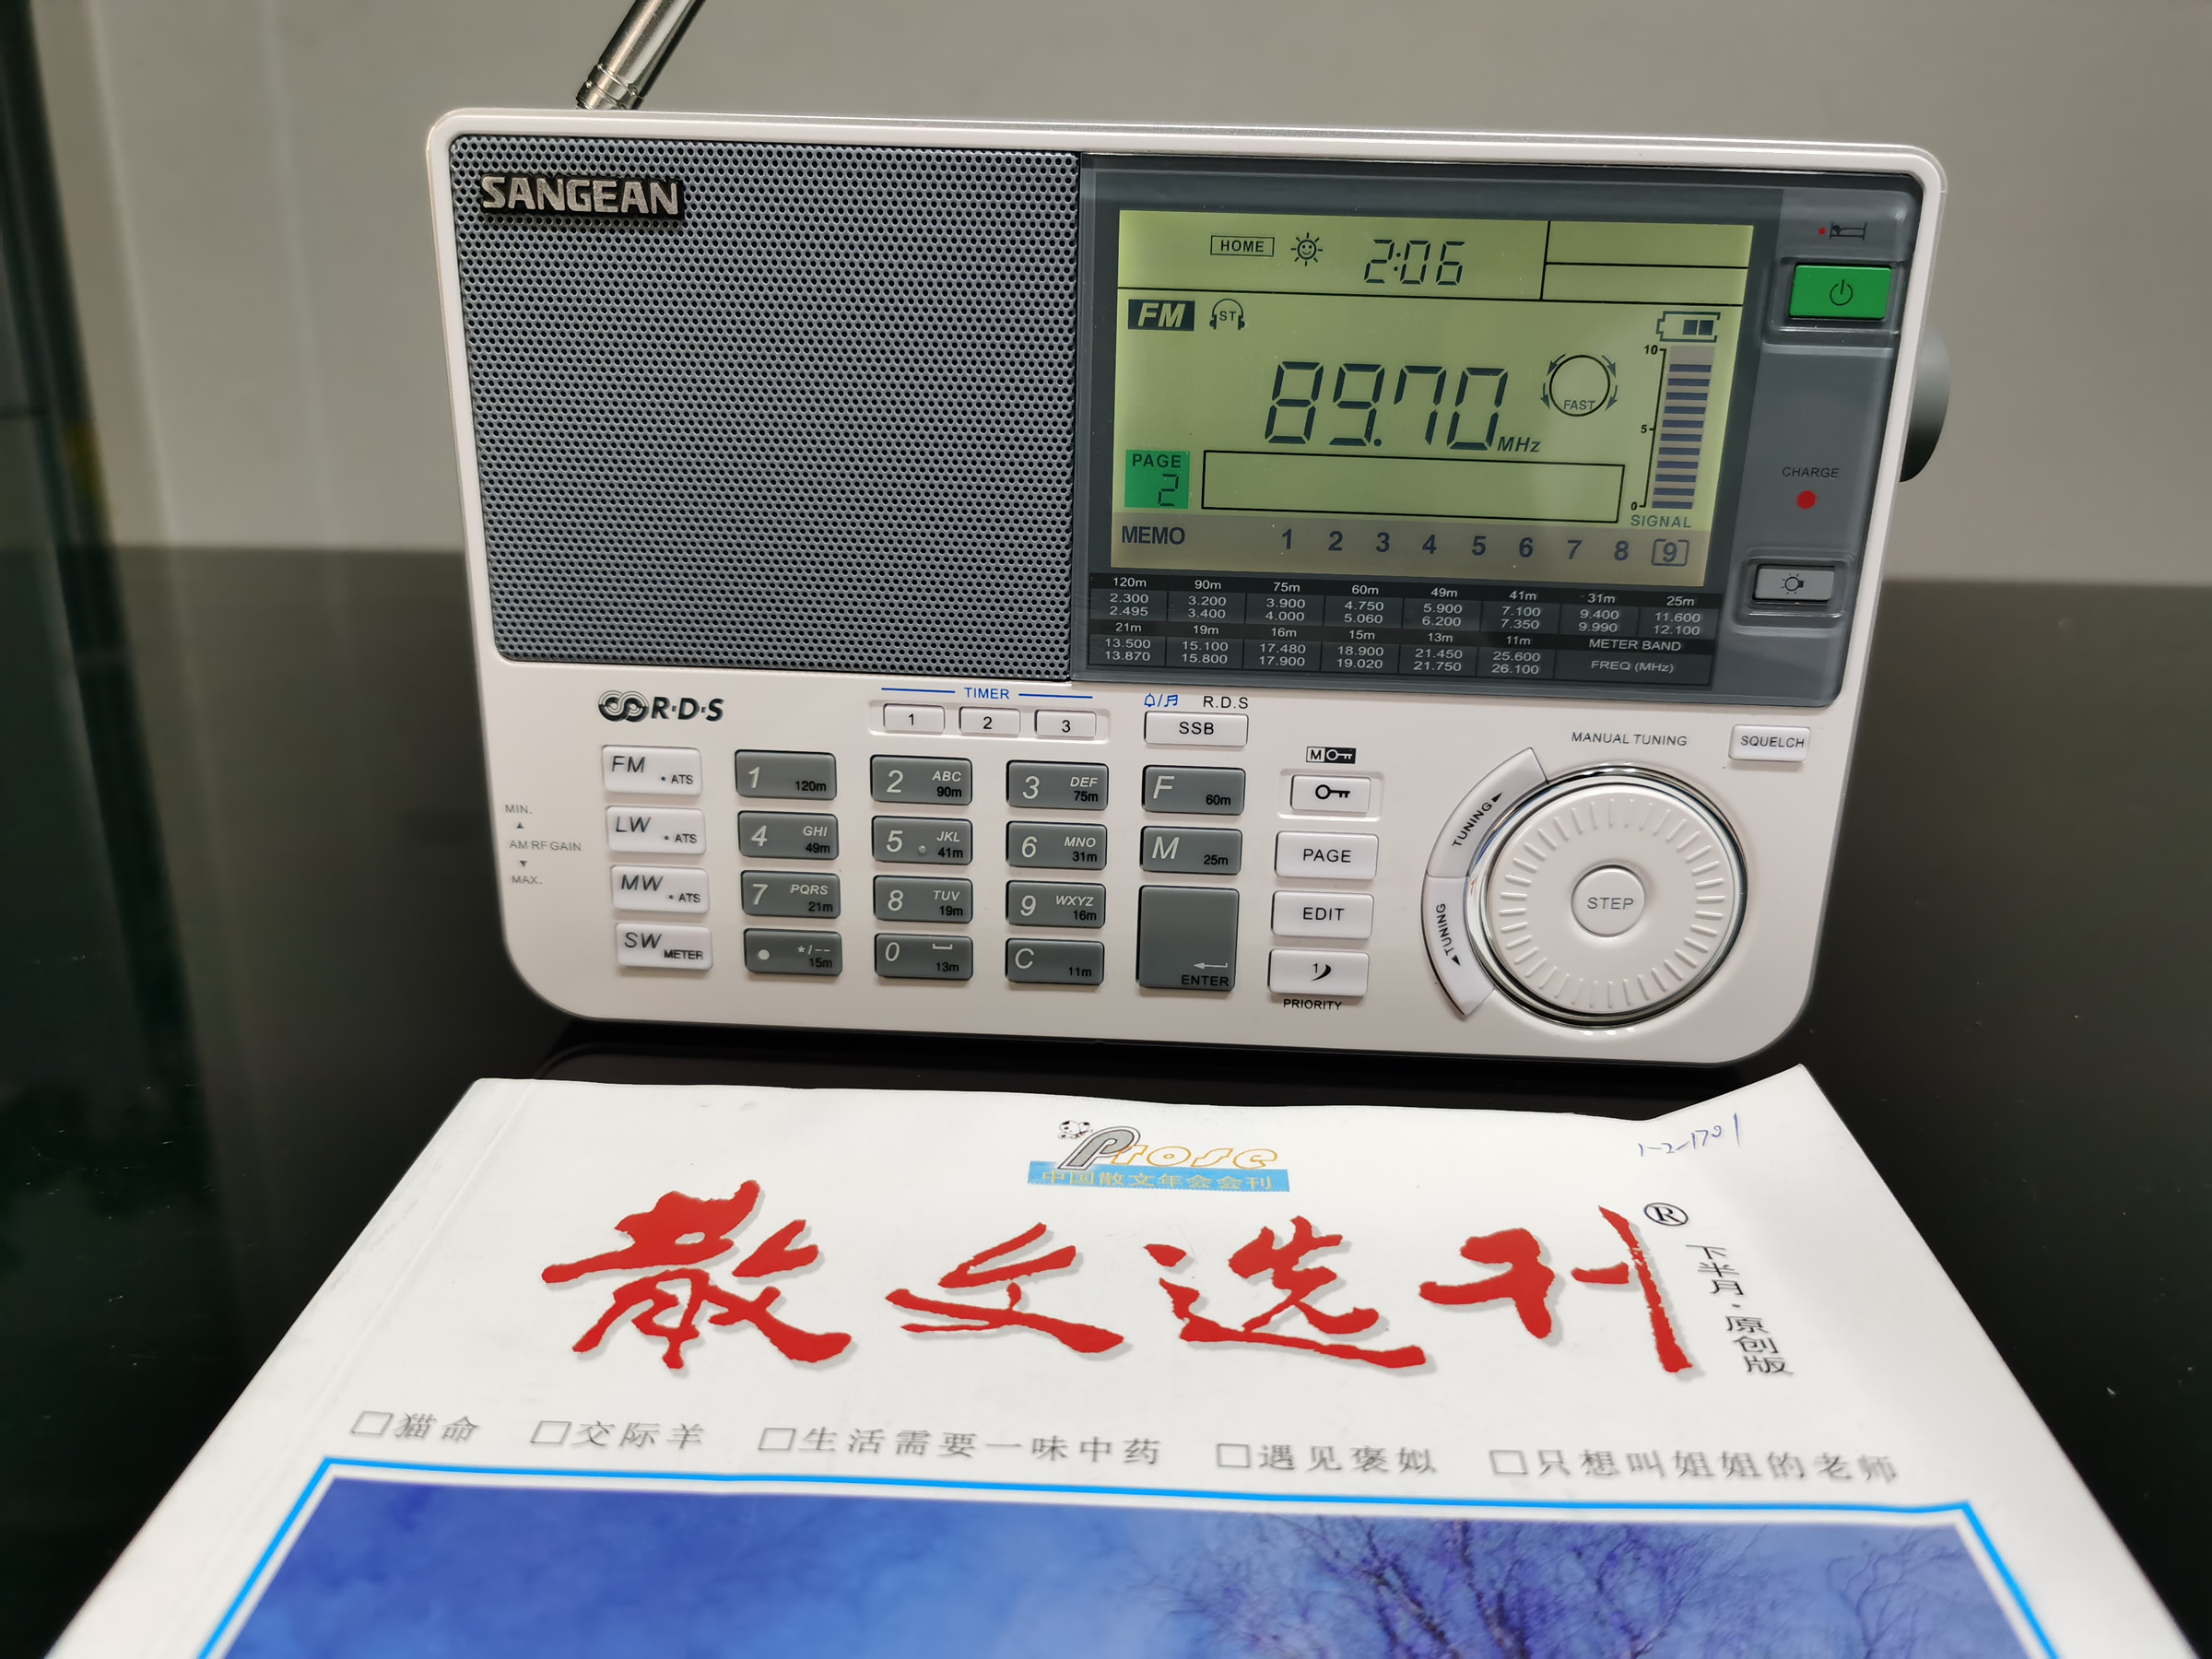 SANGEAN
HOME 2:06
FM ST
89.70 MHz
FAST
10
5
0
SIGNAL
PAGE
2
MEMO 1 2 3 4 5 6 7 8 9
CHARGE
120m 90m 75m 60m 49m 41m 31m 25m
2.300 3.200 3.900 4.750 5.900 7.100 9.400 11.600
2.495 3.400 4.000 5.060 6.200 7.350 9.990 12.100
21m 19m 16m 15m 13m 11m METER BAND
13.500 15.100 17.480 18.900 21.450 25.600 FREQ (MHz)
13.870 15.800 17.900 19.020 21.750 26.100
R·D·S
TIMER
1 2 3
R.D.S
SSB
MANUAL TUNING
SQUELCH
MIN.
AM RF GAIN
MAX.
FM • ATS
LW • ATS
MW • ATS
SW METER
1 120m
2 ABC 90m
3 DEF 75m
F 60m
4 GHI 49m
5 JKL 41m
6 MNO 31m
M 25m
7 PQRS 21m
8 TUV 19m
9 WXYZ 16m
• */-- 15m
0 13m
C 11m
ENTER
M
PAGE
EDIT
1
PRIORITY
TUNING
TUNING
STEP
Prose
中国散文年会会刊
1-2-1701
散文选刊®
下半月·原创版
□猫命 □交际羊 □生活需要一味中药 □遇见褒姒 □只想叫姐姐的老师